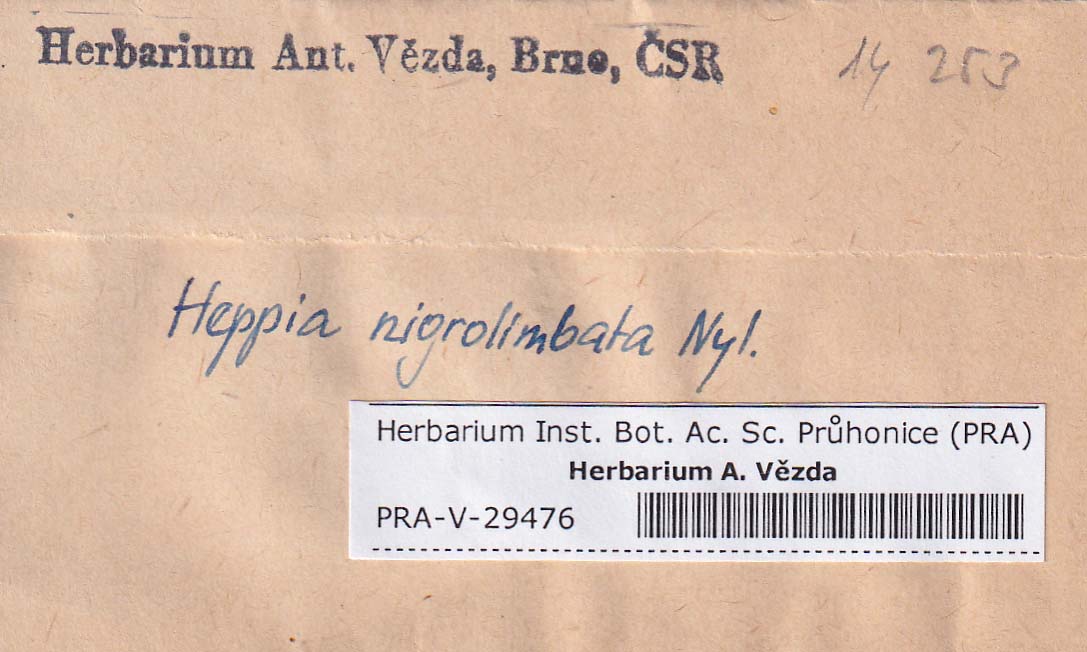 Herbarium Ant. Vězda, Brno, ČSR
14 253
Heppia nigrolimbata Nyl.
Herbarium Inst. Bot. Ac. Sc. Průhonice (PRA)
Herbarium A. Vězda
PRA-V-29476